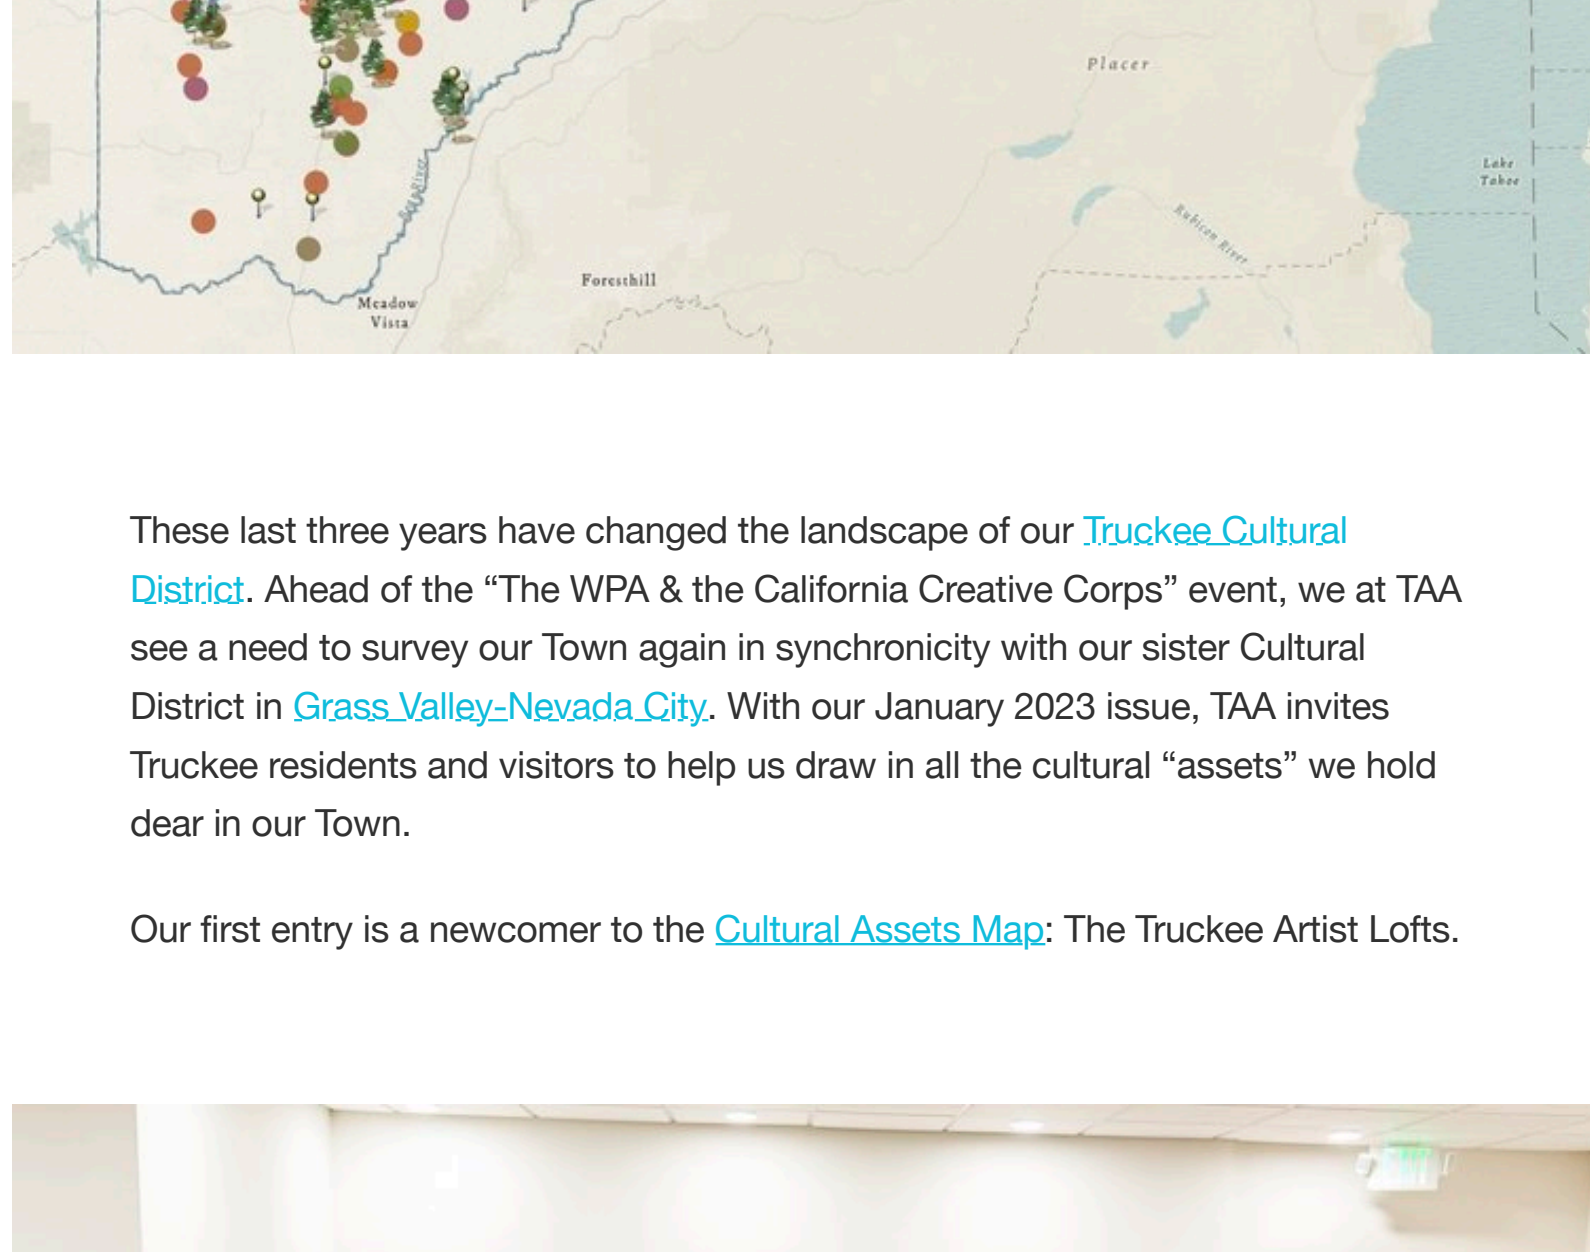 Placer
Lake
Tahoe
Rubicon River
Bear River
Foresthill
Meadow
Vista
These last three years have changed the landscape of our Truckee Cultural
District. Ahead of the “The WPA & the California Creative Corps” event, we at TAA
see a need to survey our Town again in synchronicity with our sister Cultural
District in Grass Valley-Nevada City. With our January 2023 issue, TAA invites
Truckee residents and visitors to help us draw in all the cultural “assets” we hold
dear in our Town.
Our first entry is a newcomer to the Cultural Assets Map: The Truckee Artist Lofts.